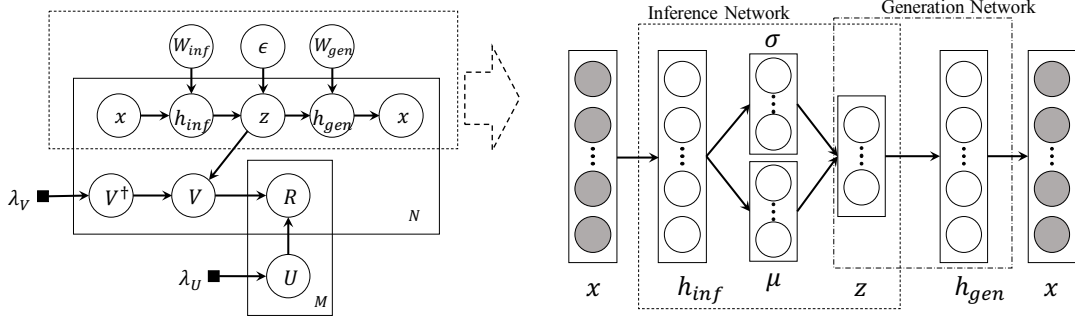 Inference Network
Generation Network
W_inf ϵ W_gen
x h_inf z h_gen x
λ_V V† V R N
λ_U U M
σ
μ
x h_inf z h_gen x